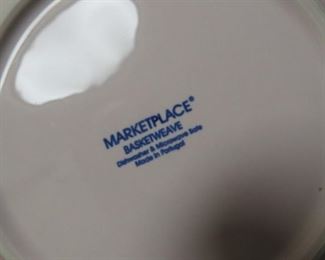 MARKETPLACE®
BASKETWEAVE
Dishwasher & Microwave Safe
Made in Portugal